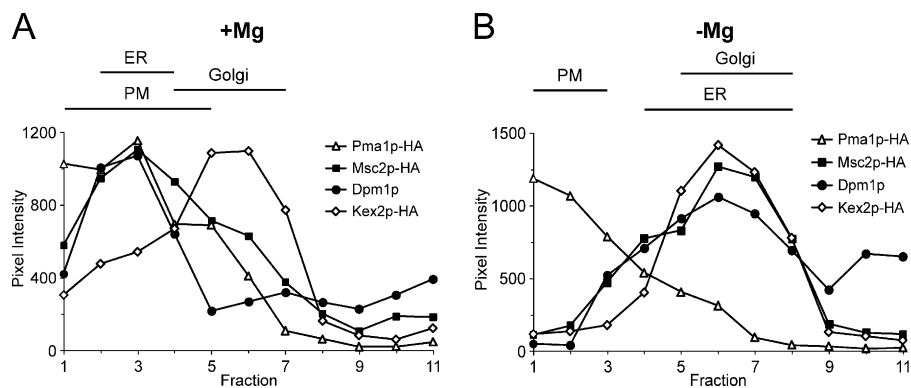 A
+Mg
ER
Golgi
PM
1200
800
400
0
Pixel Intensity
Pma1p-HA
Msc2p-HA
Dpm1p
Kex2p-HA
1 3 5 7 9 11
Fraction
B
-Mg
Golgi
PM
ER
1500
1000
500
0
Pixel Intensity
Pma1p-HA
Msc2p-HA
Dpm1p
Kex2p-HA
1 3 5 7 9 11
Fraction